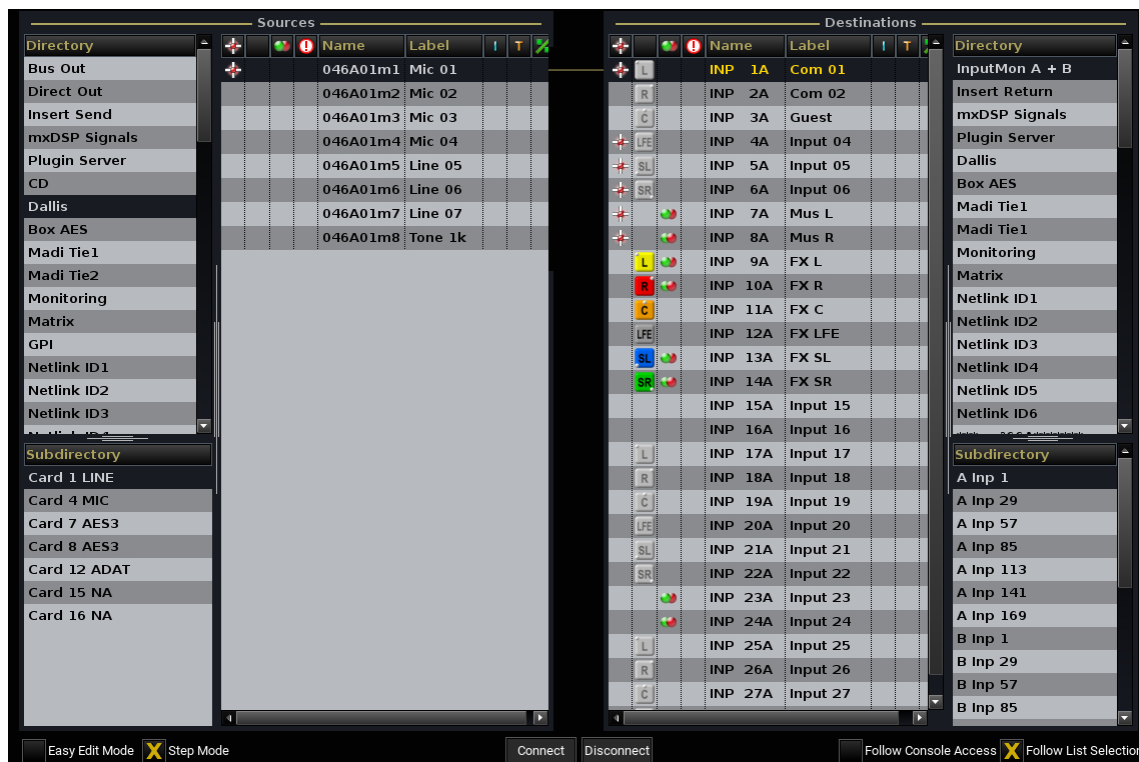 Sources
Directory
Bus Out
Direct Out
Insert Send
mxDSP Signals
Plugin Server
CD
Dallis
Box AES
Madi Tie1
Madi Tie2
Monitoring
Matrix
GPI
Netlink ID1
Netlink ID2
Netlink ID3
Subdirectory
Card 1 LINE
Card 4 MIC
Card 7 AES3
Card 8 AES3
Card 12 ADAT
Card 15 NA
Card 16 NA
Name Label I T
046A01m1 Mic 01
046A01m2 Mic 02
046A01m3 Mic 03
046A01m4 Mic 04
046A01m5 Line 05
046A01m6 Line 06
046A01m7 Line 07
046A01m8 Tone 1k
Destinations
Name Label I T
L INP 1A Com 01
R INP 2A Com 02
C INP 3A Guest
LFE INP 4A Input 04
SL INP 5A Input 05
SR INP 6A Input 06
INP 7A Mus L
INP 8A Mus R
L INP 9A FX L
R INP 10A FX R
C INP 11A FX C
LFE INP 12A FX LFE
SL INP 13A FX SL
SR INP 14A FX SR
INP 15A Input 15
INP 16A Input 16
L INP 17A Input 17
R INP 18A Input 18
C INP 19A Input 19
LFE INP 20A Input 20
SL INP 21A Input 21
SR INP 22A Input 22
INP 23A Input 23
INP 24A Input 24
L INP 25A Input 25
R INP 26A Input 26
C INP 27A Input 27
Directory
InputMon A + B
Insert Return
mxDSP Signals
Plugin Server
Dallis
Box AES
Madi Tie1
Madi Tie1
Monitoring
Matrix
Netlink ID1
Netlink ID2
Netlink ID3
Netlink ID4
Netlink ID5
Netlink ID6
Subdirectory
A Inp 1
A Inp 29
A Inp 57
A Inp 85
A Inp 113
A Inp 141
A Inp 169
B Inp 1
B Inp 29
B Inp 57
B Inp 85
Easy Edit Mode X Step Mode Connect Disconnect Follow Console Access X Follow List Selection